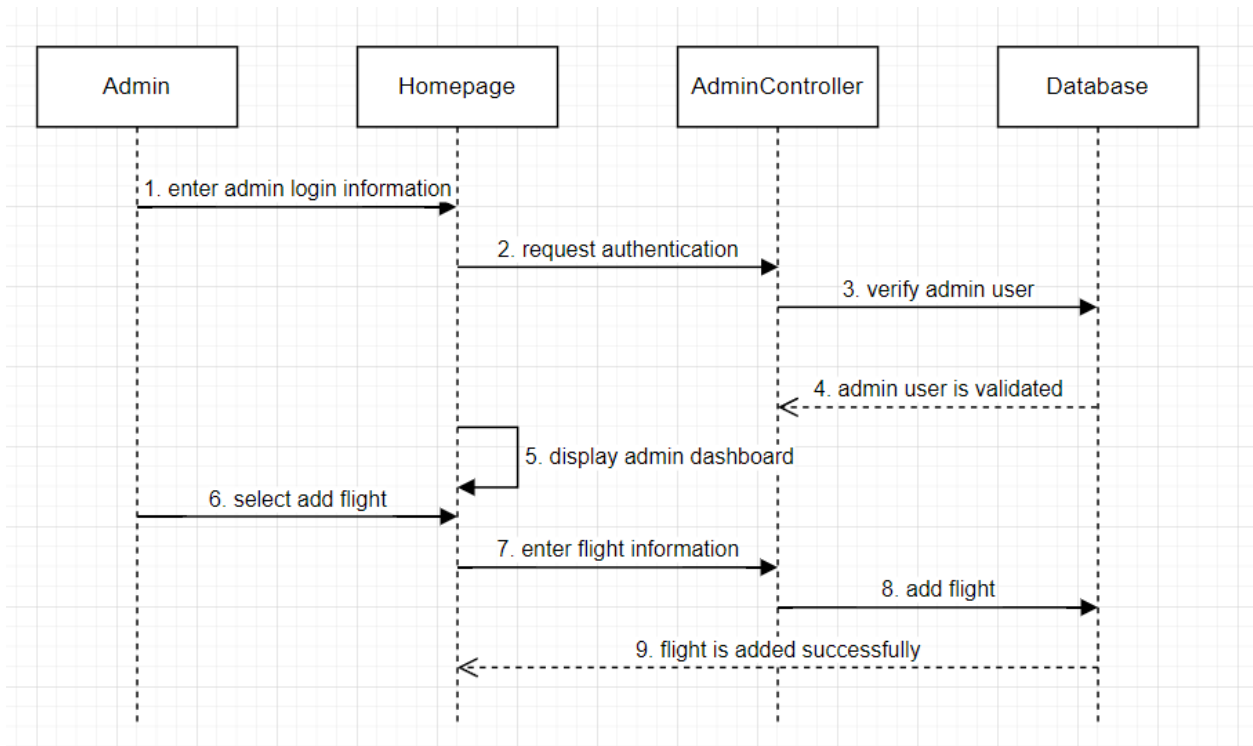 Admin
Homepage
AdminController
Database
1. enter admin login information
2. request authentication
3. verify admin user
4. admin user is validated
5. display admin dashboard
6. select add flight
7. enter flight information
8. add flight
9. flight is added successfully